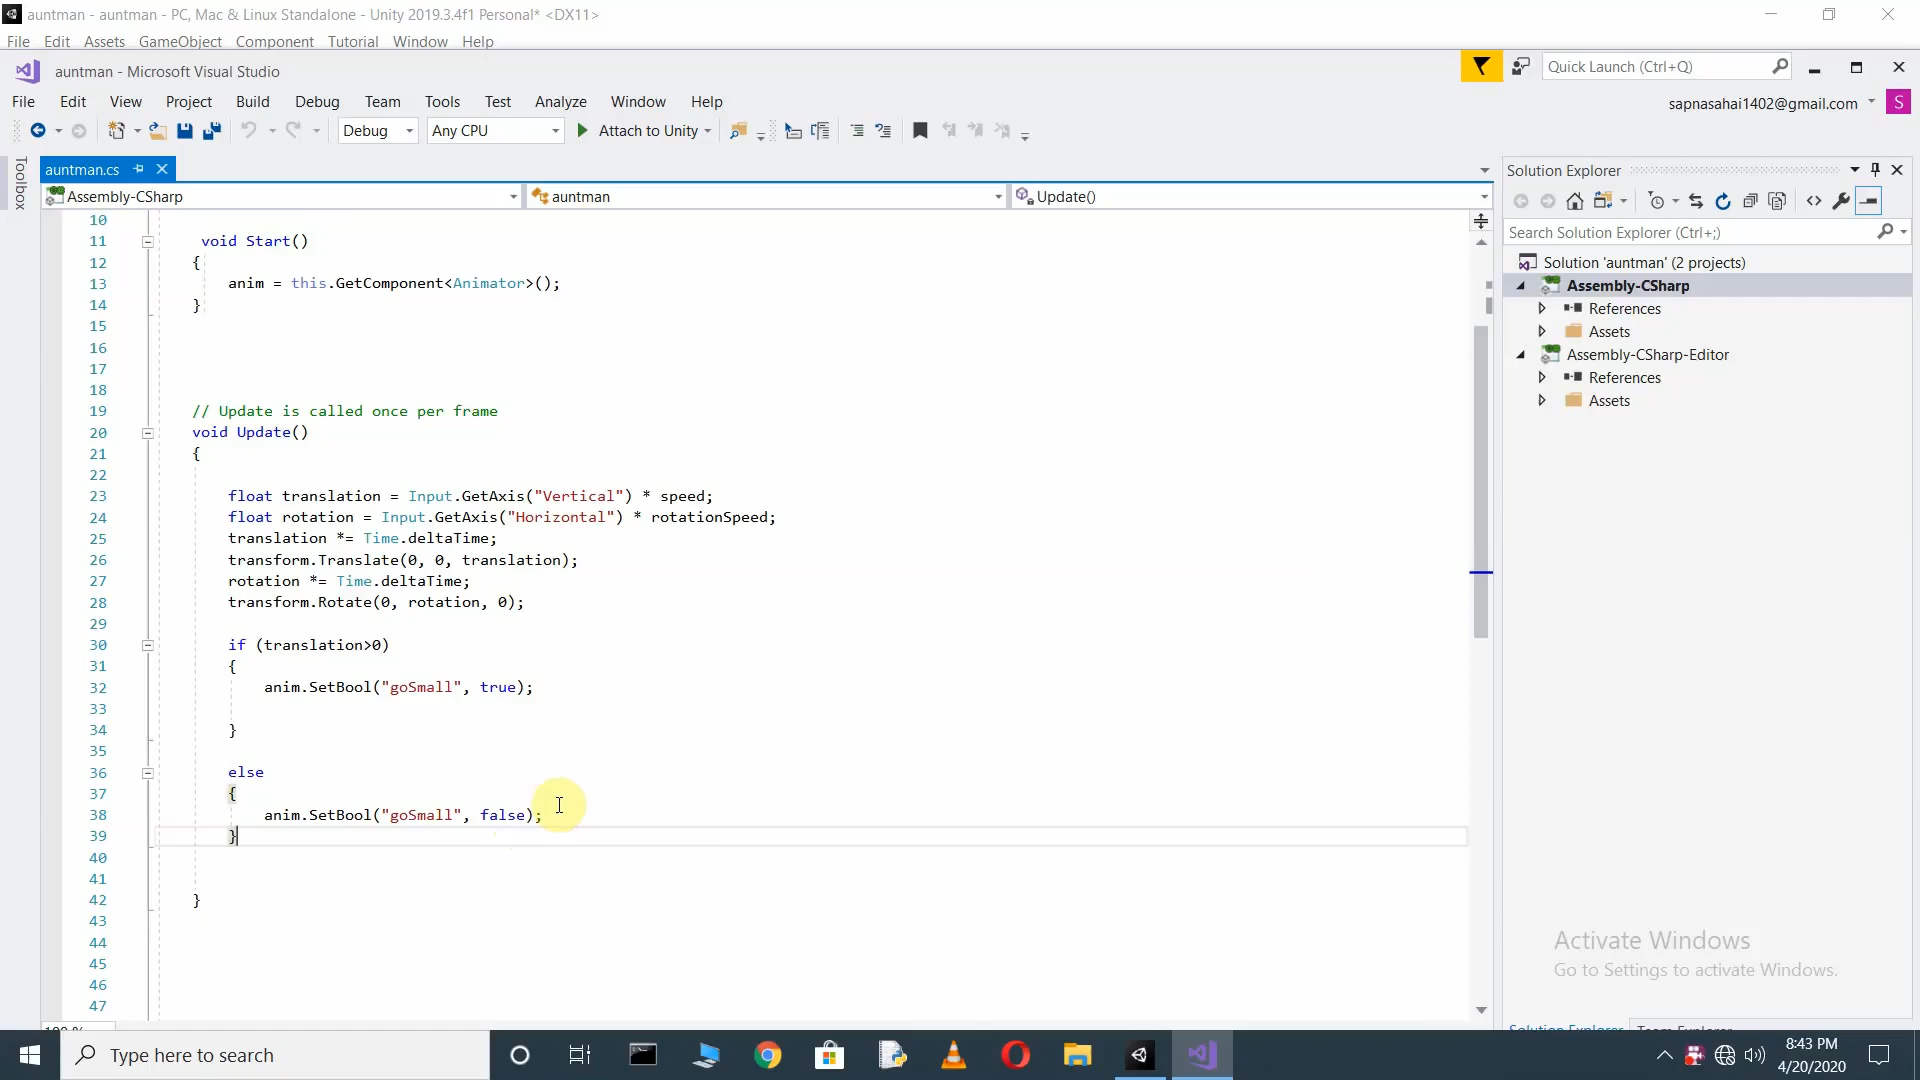 auntman - auntman - PC, Mac & Linux Standalone - Unity 2019.3.4f1 Personal* <DX11>
File Edit Assets GameObject Component Tutorial Window Help
auntman - Microsoft Visual Studio
Quick Launch (Ctrl+Q)
File Edit View Project Build Debug Team Tools Test Analyze Window Help
sapnasahai1402@gmail.com S
Debug Any CPU Attach to Unity
Toolbox
auntman.cs
Assembly-CSharp auntman Update()
10
11 void Start()
12 {
13 anim = this.GetComponent<Animator>();
14 }
15
16
17
18
19 // Update is called once per frame
20 void Update()
21 {
22
23 float translation = Input.GetAxis("Vertical") * speed;
24 float rotation = Input.GetAxis("Horizontal") * rotationSpeed;
25 translation *= Time.deltaTime;
26 transform.Translate(0, 0, translation);
27 rotation *= Time.deltaTime;
28 transform.Rotate(0, rotation, 0);
29
30 if (translation>0)
31 {
32 anim.SetBool("goSmall", true);
33
34 }
35
36 else
37 {
38 anim.SetBool("goSmall", false);
39 }
40
41
42 }
43
44
45
46
47
Solution Explorer
Search Solution Explorer (Ctrl+;)
Solution 'auntman' (2 projects)
Assembly-CSharp
References
Assets
Assembly-CSharp-Editor
References
Assets
Activate Windows
Go to Settings to activate Windows.
Solution Explorer Team Explorer
Type here to search
8:43 PM
4/20/2020